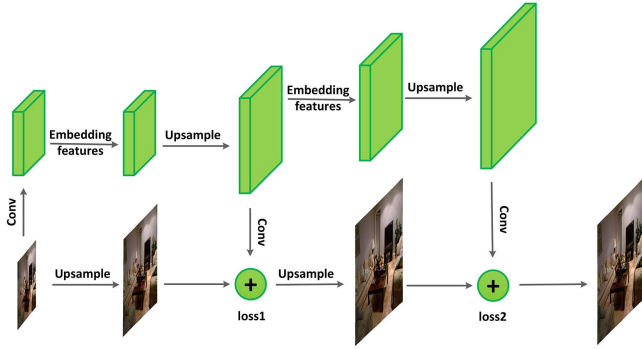 Embedding
features
Upsample
Embedding
features
Upsample
Conv
Conv
Conv
Upsample
Upsample
loss1
loss2